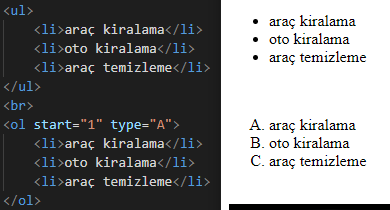 <ul>
<li>araç kiralama</li>
<li>oto kiralama</li>
<li>araç temizleme</li>
</ul>
<br>
<ol start="1" type="A">
<li>araç kiralama</li>
<li>oto kiralama</li>
<li>araç temizleme</li>
</ol>
• araç kiralama
• oto kiralama
• araç temizleme
A. araç kiralama
B. oto kiralama
C. araç temizleme